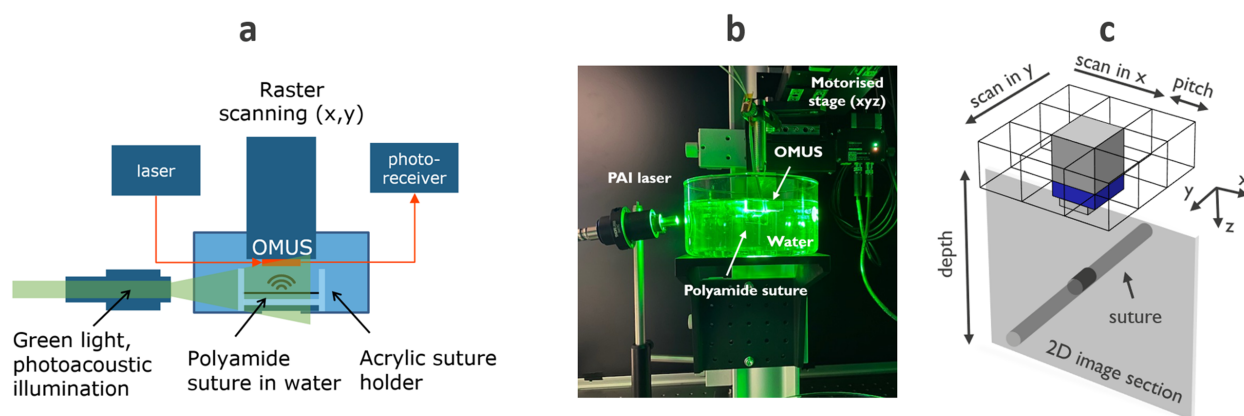 a
Raster
scanning (x,y)
laser
photo-
receiver
OMUS
Green light,
photoacoustic
illumination
Polyamide
suture in water
Acrylic suture
holder
b
Motorised
stage (xyz)
OMUS
PAI laser
Water
Polyamide suture
c
scan in y
scan in x
pitch
x
y
z
depth
suture
2D image section